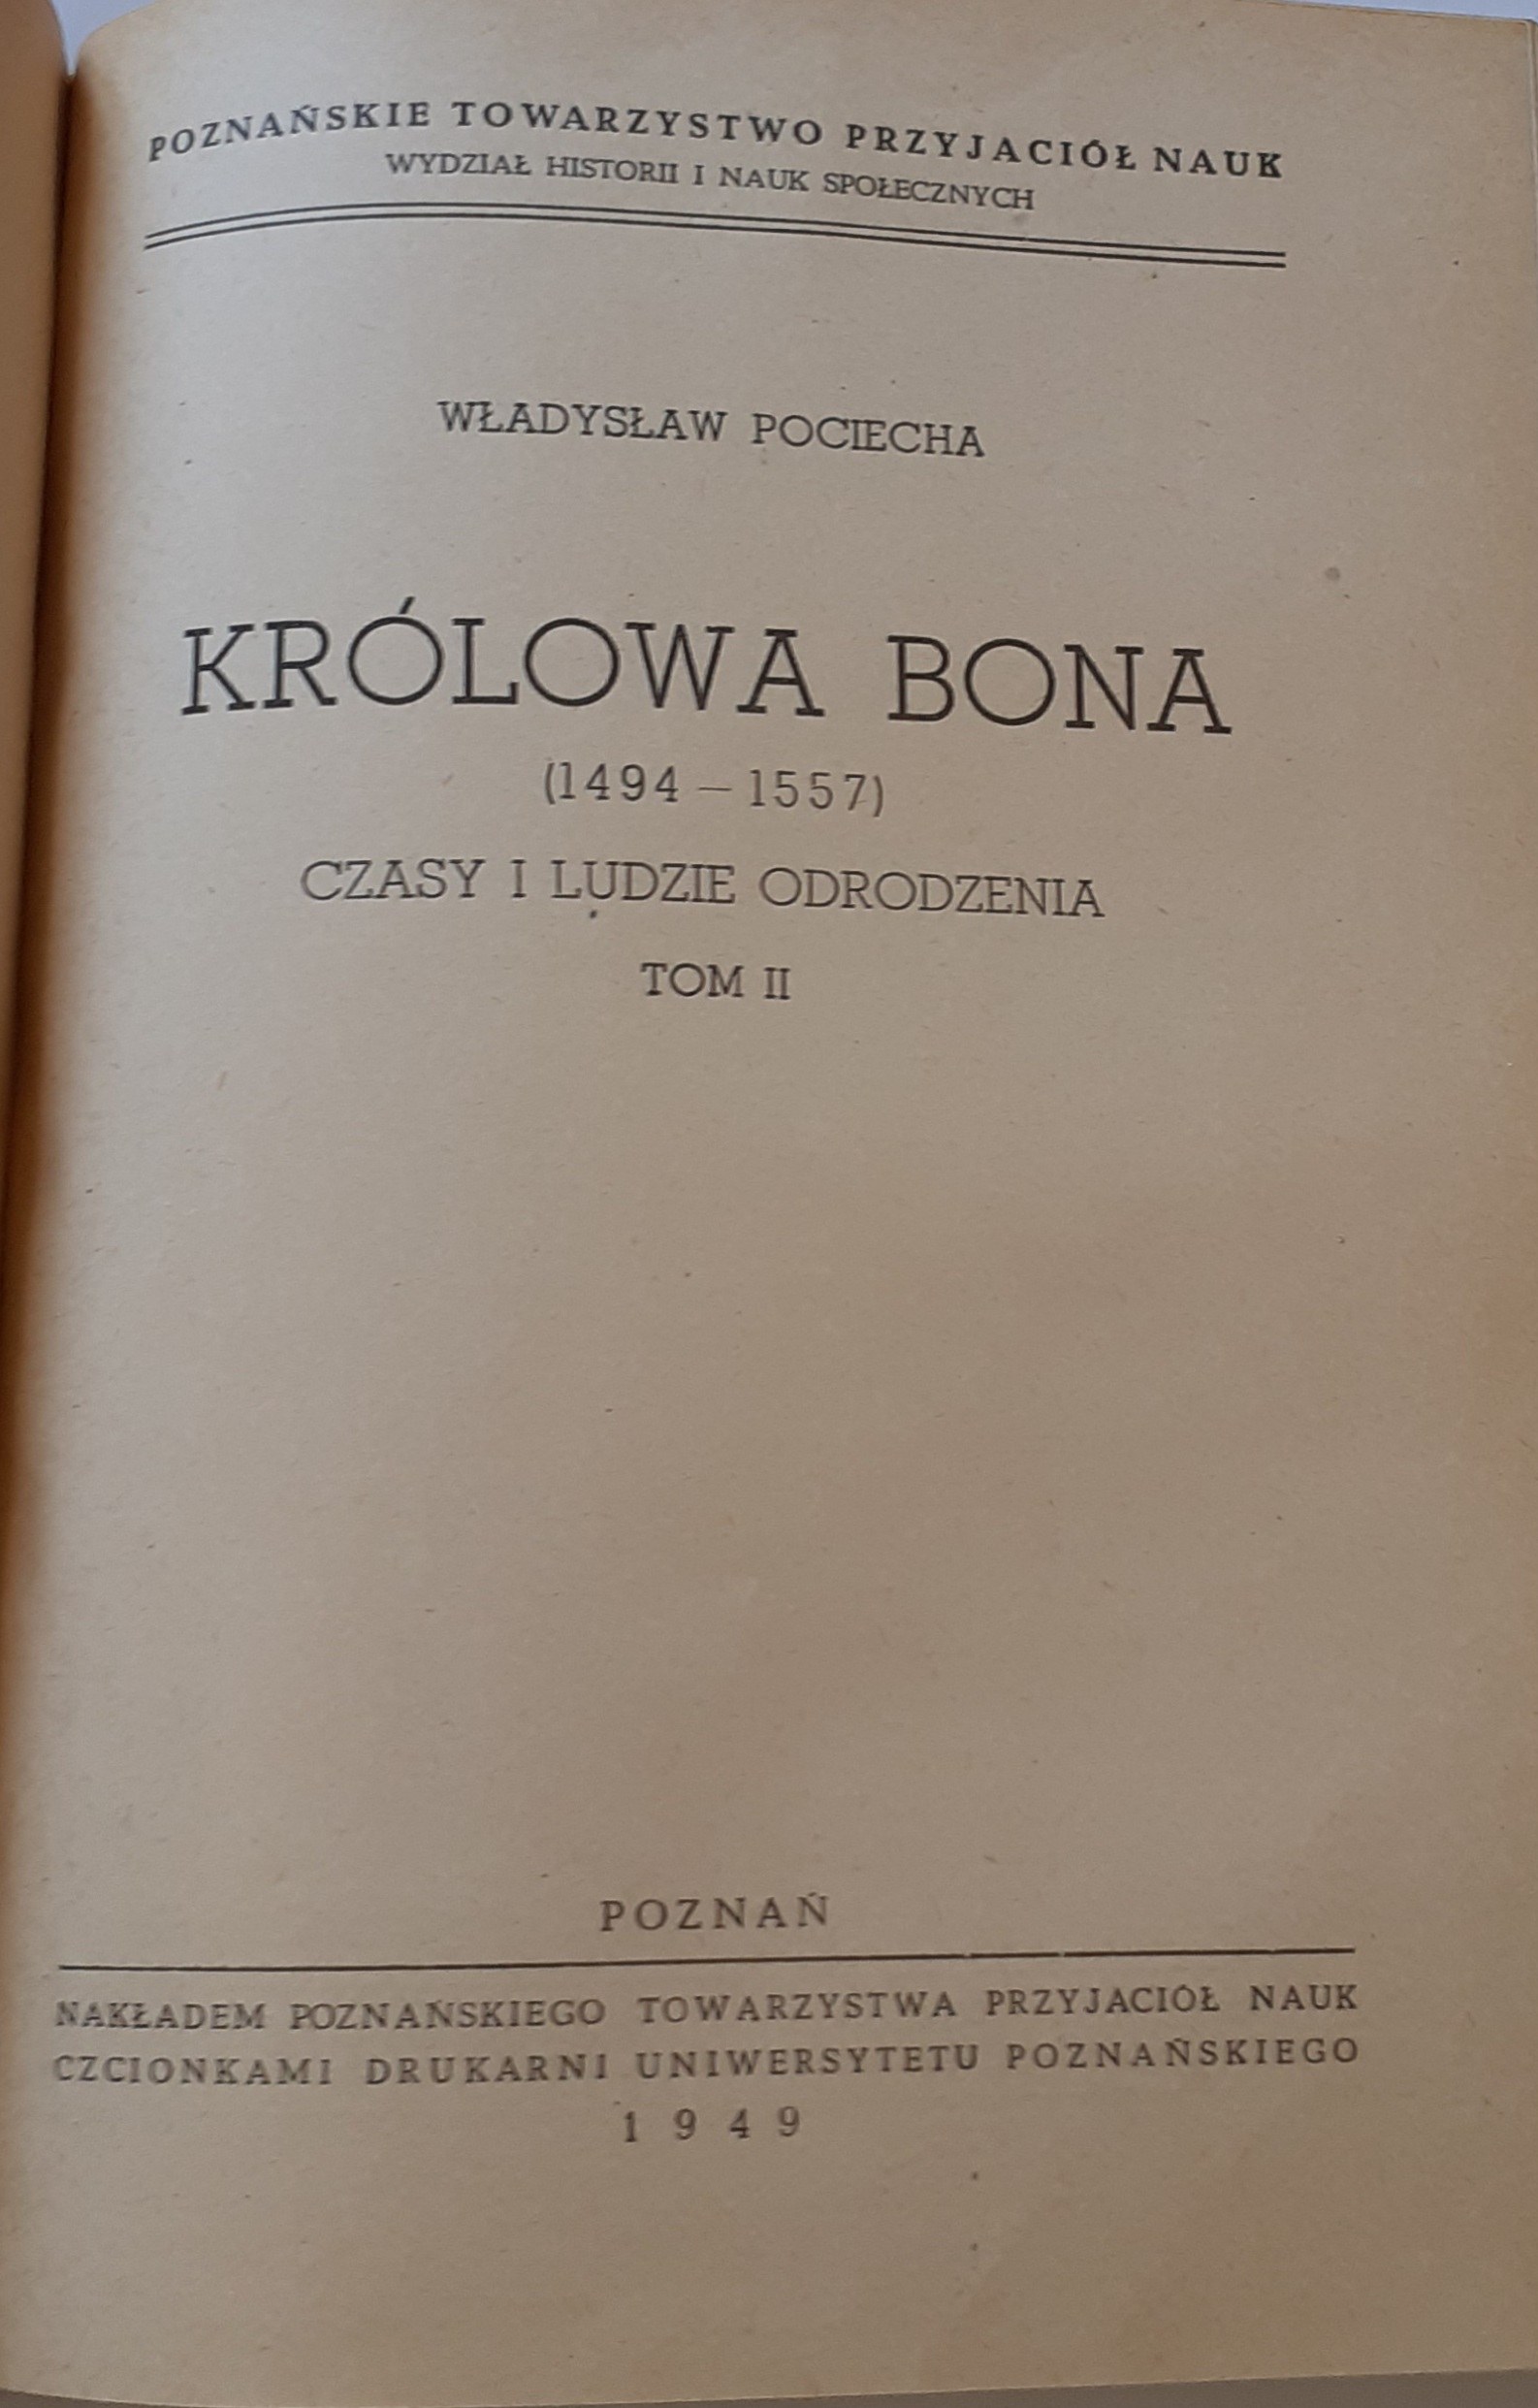 POZNAŃSKIE TOWARZYSTWO PRZYJACIÓŁ NAUK
WYDZIAŁ HISTORII I NAUK SPOŁECZNYCH
WŁADYSŁAW POCIECHA
KRÓLOWA BONA
(1494 – 1557)
CZASY I LUDZIE ODRODZENIA
TOM II
POZNAŃ
NAKŁADEM POZNAŃSKIEGO TOWARZYSTWA PRZYJACIÓŁ NAUK
CZCIONKAMI DRUKARNI UNIWERSYTETU POZNAŃSKIEGO
1949